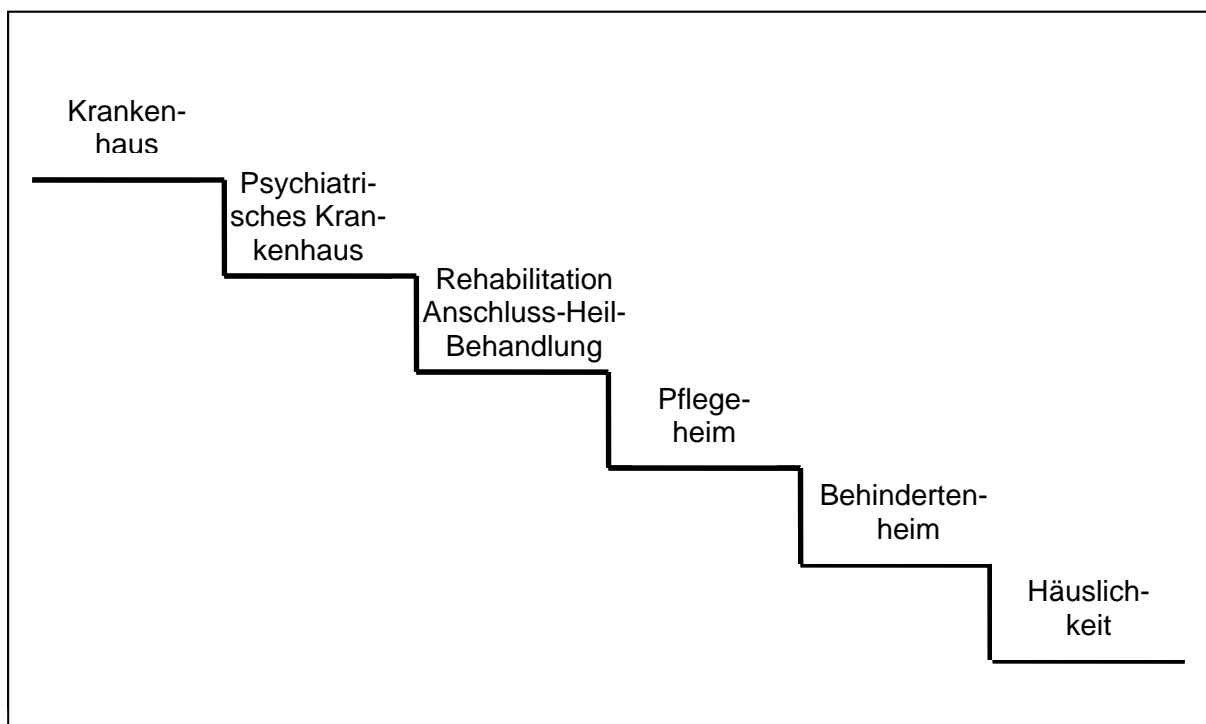 Kranken-
haus
Psychiatri-
sches Kran-
kenhaus
Rehabilitation
Anschluss-Heil-
Behandlung
Pflege-
heim
Behinderten-
heim
Häuslich-
keit